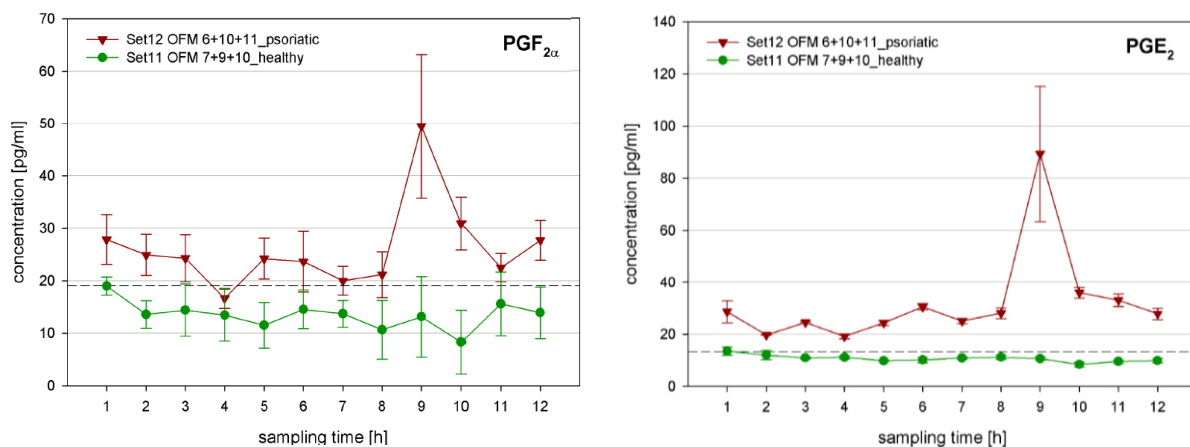 PGF2α
Set12 OFM 6+10+11_psoriatic
Set11 OFM 7+9+10_healthy
concentration [pg/ml]
70
60
50
40
30
20
10
0
1 2 3 4 5 6 7 8 9 10 11 12
sampling time [h]
PGE2
Set12 OFM 6+10+11_psoriatic
Set11 OFM 7+9+10_healthy
concentration [pg/ml]
140
120
100
80
60
40
20
0
1 2 3 4 5 6 7 8 9 10 11 12
sampling time [h]